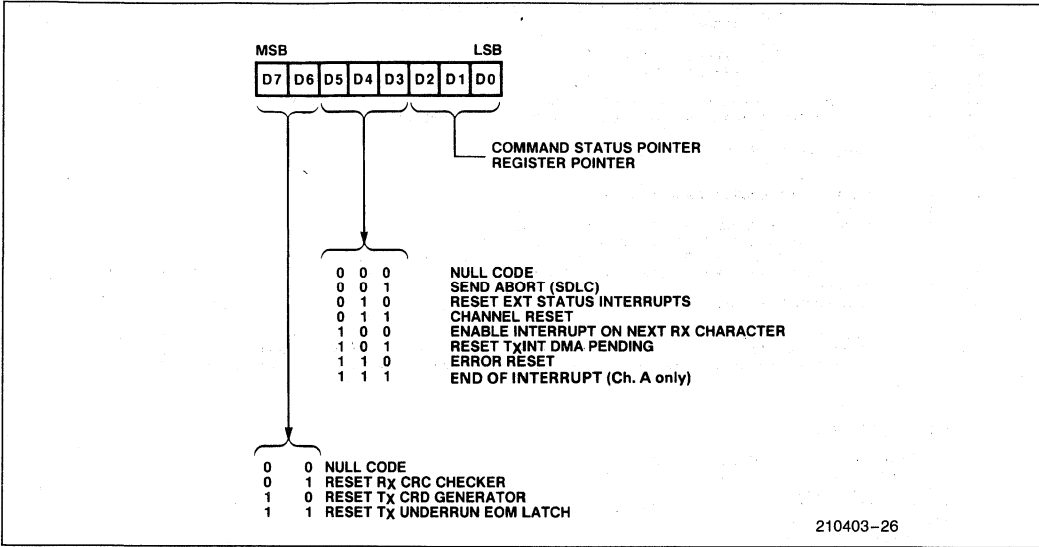 MSB LSB
D7 D6 D5 D4 D3 D2 D1 D0
COMMAND STATUS POINTER
REGISTER POINTER
0 0 0 NULL CODE
0 0 1 SEND ABORT (SDLC)
0 1 0 RESET EXT STATUS INTERRUPTS
0 1 1 CHANNEL RESET
1 0 0 ENABLE INTERRUPT ON NEXT RX CHARACTER
1 0 1 RESET TXINT DMA PENDING
1 1 0 ERROR RESET
1 1 1 END OF INTERRUPT (Ch. A only)
0 0 NULL CODE
0 1 RESET RX CRC CHECKER
1 0 RESET TX CRD GENERATOR
1 1 RESET TX UNDERRUN EOM LATCH
210403-26